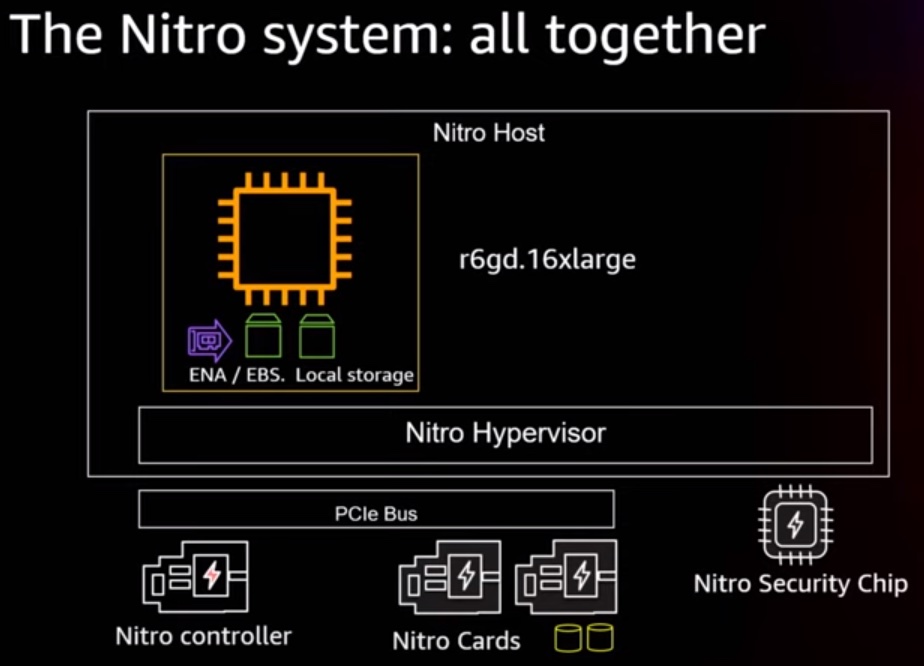 The Nitro system: all together
Nitro Host
r6gd.16xlarge
ENA / EBS. Local storage
Nitro Hypervisor
PCIe Bus
Nitro controller
Nitro Cards
Nitro Security Chip